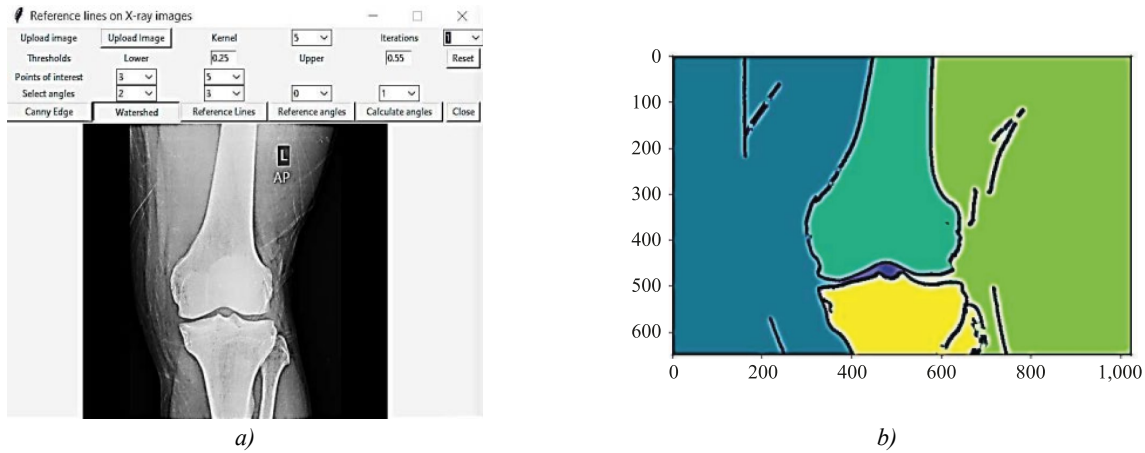 Reference lines on X-ray images
Upload image Upload Image Kernel 5 Iterations 1
Thresholds Lower 0.25 Upper 0.55 Reset
Points of interest 3 5
Select angles 2 3 0 1
Canny Edge Watershed Reference Lines Reference angles Calculate angles Close
L
AP
a)
0
100
200
300
400
500
600
0 200 400 600 800 1,000
b)